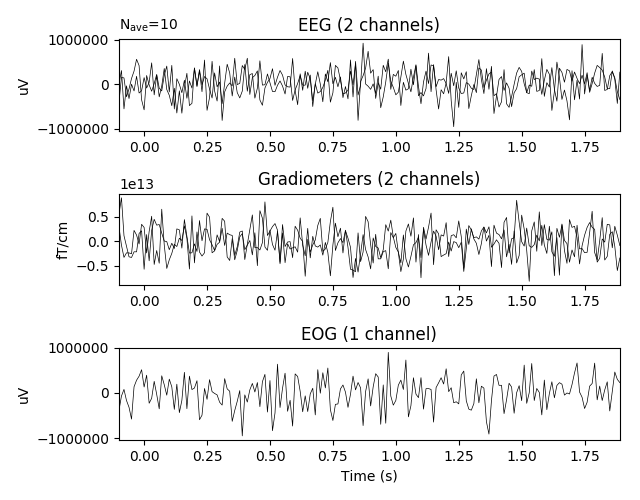 N_ave=10
EEG (2 channels)
1000000
0
−1000000
uV
0.00 0.25 0.50 0.75 1.00 1.25 1.50 1.75
1e13
Gradiometers (2 channels)
0.5
0.0
−0.5
fT/cm
0.00 0.25 0.50 0.75 1.00 1.25 1.50 1.75
EOG (1 channel)
1000000
0
−1000000
uV
0.00 0.25 0.50 0.75 1.00 1.25 1.50 1.75
Time (s)